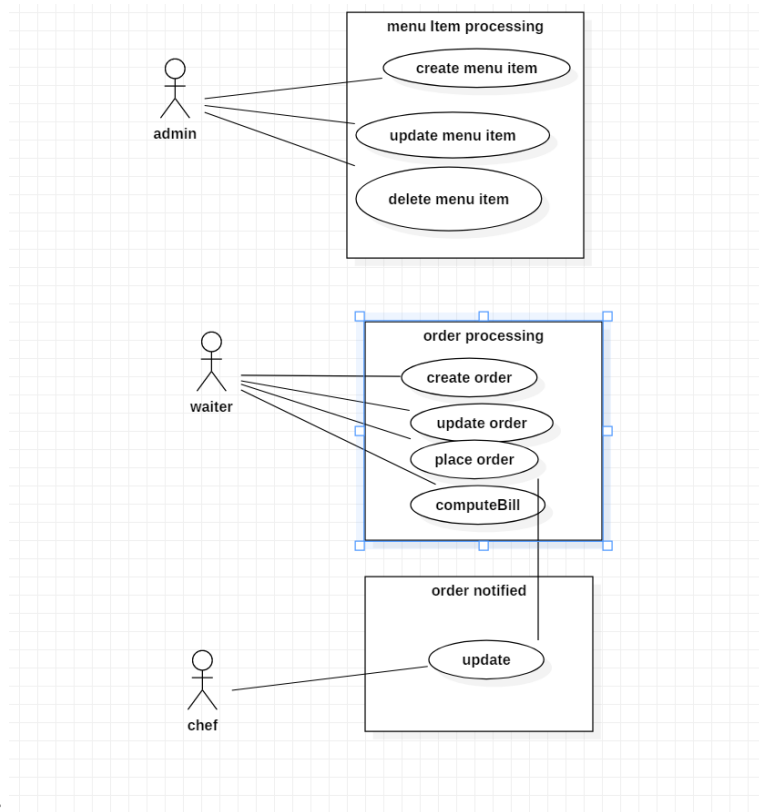 menu Item processing
create menu item
admin
update menu item
delete menu item
order processing
create order
waiter
update order
place order
computeBill
order notified
update
chef